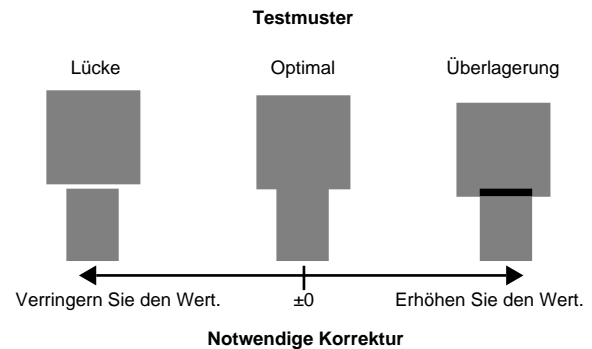 Testmuster
Lücke Optimal Überlagerung
Verringern Sie den Wert. ±0 Erhöhen Sie den Wert.
Notwendige Korrektur